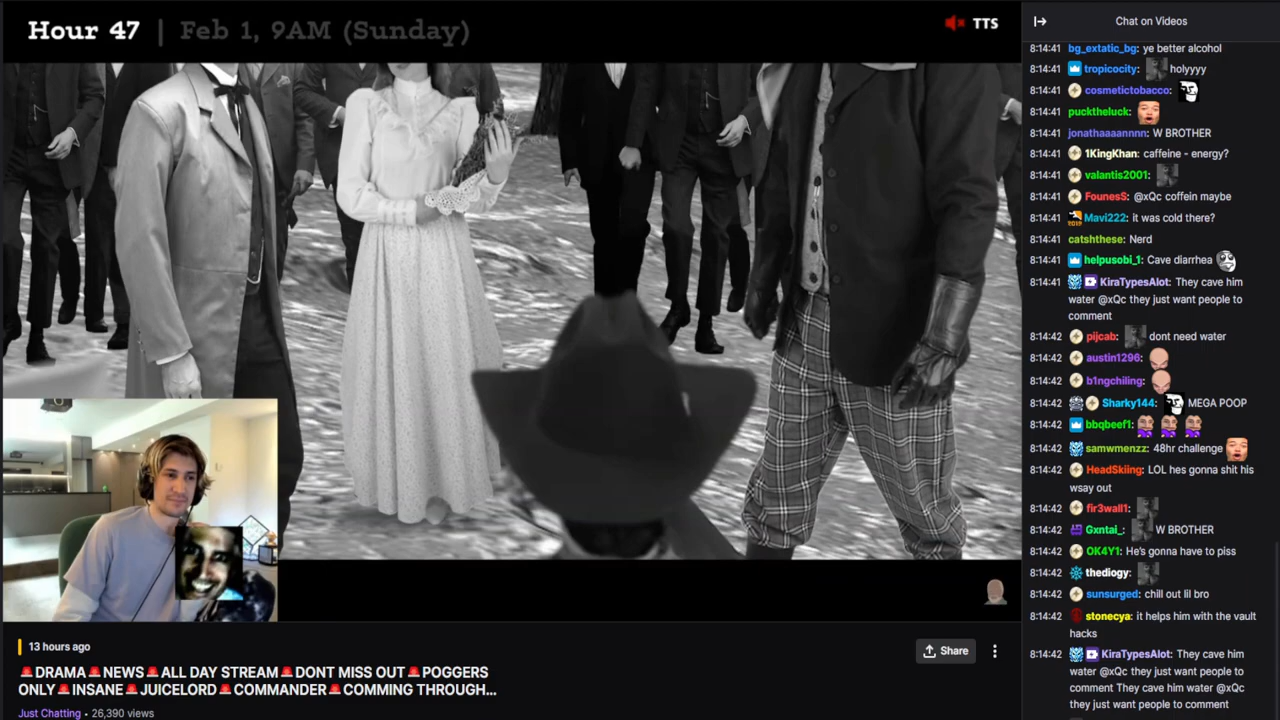 Hour 47 | Feb 1, 9AM (Sunday)
TTS
Chat on Videos
8:14:41 bg_extatic_bg: ye better alcohol
8:14:41 tropicocity: holyyyy
8:14:41 cosmetictobacco:
8:14:41 pucktheluck:
8:14:41 jonathaaaannnn: W BROTHER
8:14:41 1KingKhan: caffeine - energy?
8:14:41 valantis2001:
8:14:41 FounesS: @xQc coffein maybe
8:14:41 Mavi222: it was cold there?
8:14:41 catshthese: Nerd
8:14:41 helpusobi_1: Cave diarrhea
8:14:41 KiraTypesAlot: They cave him
water @xQc they just want people to
comment
8:14:42 pijcab: dont need water
8:14:42 austin1296:
8:14:42 b1ngchiling:
8:14:42 Sharky144: MEGA POOP
8:14:42 bbqbeef1:
8:14:42 samwmenzz: 48hr challenge
8:14:42 HeadSkiing: LOL hes gonna shit his
wsay out
8:14:42 fir3wall1:
8:14:42 Gxntai_: W BROTHER
8:14:42 OK4Y1: He's gonna have to piss
8:14:42 thediogy:
8:14:42 sunsurged: chill out lil bro
8:14:42 stonecya: it helps him with the vault
hacks
8:14:42 KiraTypesAlot: They cave him
water @xQc they just want people to
comment They cave him water @xQc
they just want people to comment
13 hours ago
Share
🚨DRAMA🚨NEWS🚨ALL DAY STREAM🚨DONT MISS OUT🚨POGGERS
ONLY🚨INSANE🚨JUICELORD🚨COMMANDER🚨COMMING THROUGH...
Just Chatting • 26,390 views